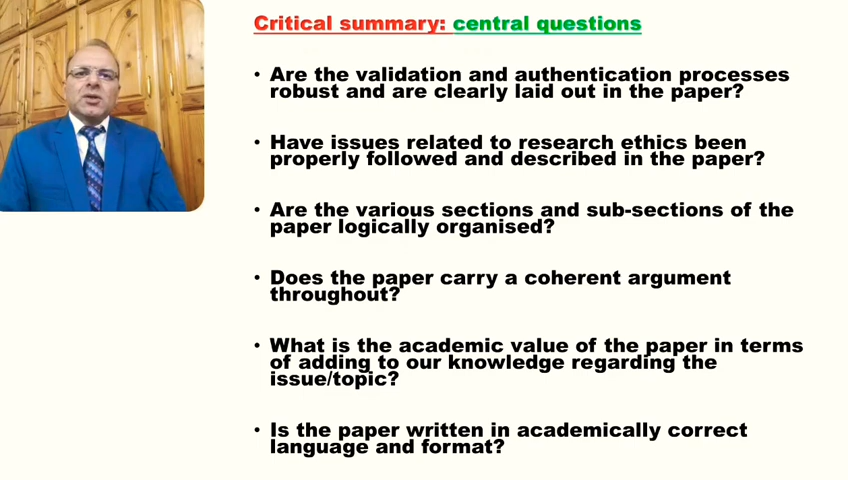 Critical summary: central questions
• Are the validation and authentication processes
robust and are clearly laid out in the paper?
• Have issues related to research ethics been
properly followed and described in the paper?
• Are the various sections and sub-sections of the
paper logically organised?
• Does the paper carry a coherent argument
throughout?
• What is the academic value of the paper in terms
of adding to our knowledge regarding the
issue/topic?
• Is the paper written in academically correct
language and format?